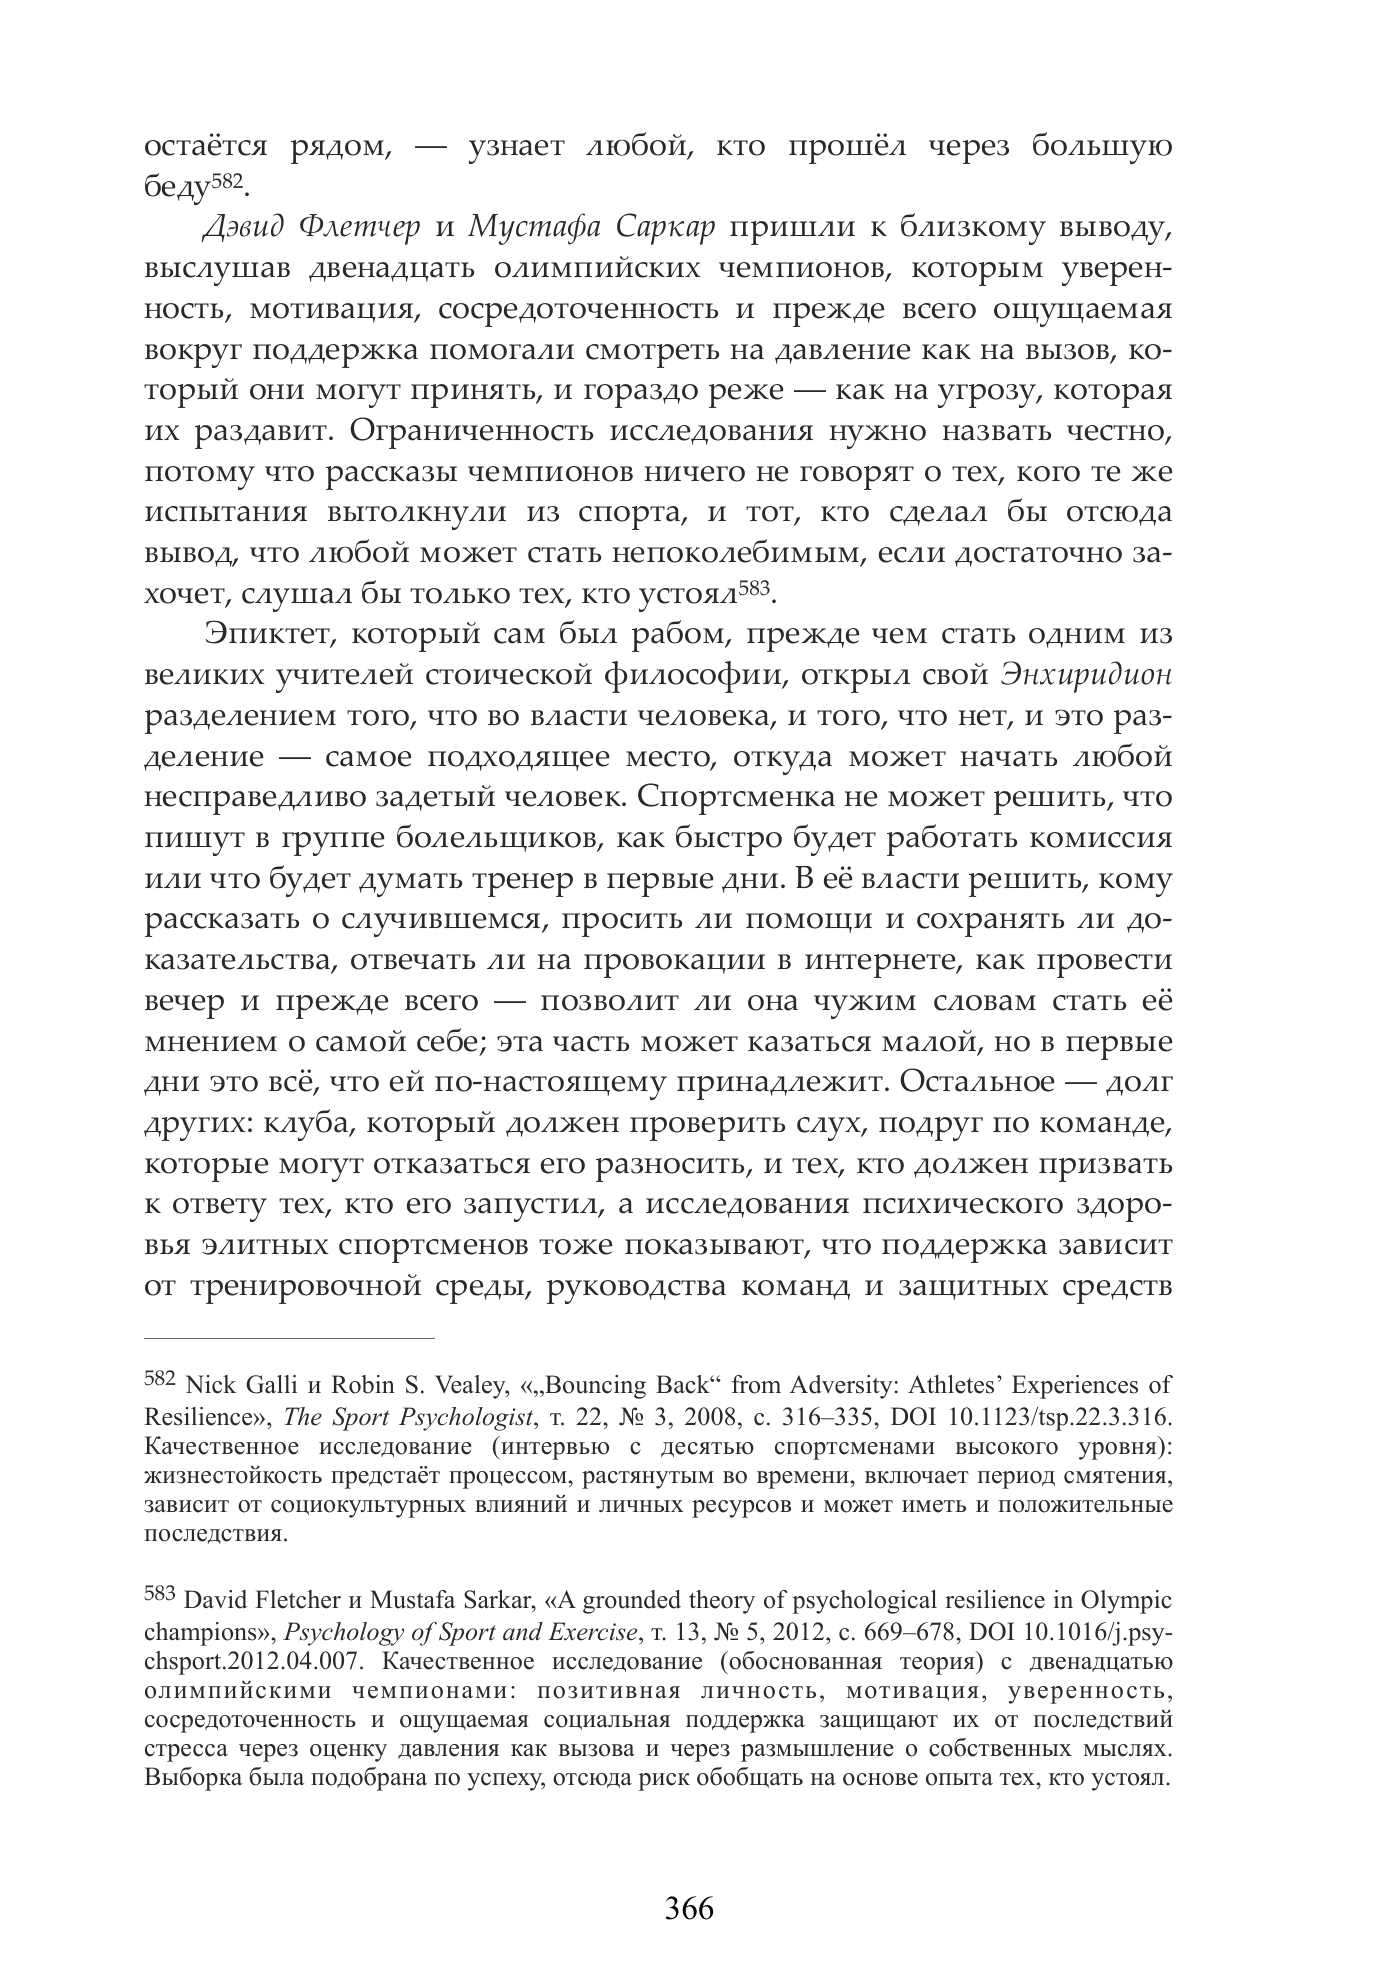 остаётся рядом, — узнает любой, кто прошёл через большую
беду582.
Дэвид Флетчер и Мустафа Саркар пришли к близкому выводу,
выслушав двенадцать олимпийских чемпионов, которым уверен-
ность, мотивация, сосредоточенность и прежде всего ощущаемая
вокруг поддержка помогали смотреть на давление как на вызов, ко-
торый они могут принять, и гораздо реже — как на угрозу, которая
их раздавит. Ограниченность исследования нужно назвать честно,
потому что рассказы чемпионов ничего не говорят о тех, кого те же
испытания вытолкнули из спорта, и тот, кто сделал бы отсюда
вывод, что любой может стать непоколебимым, если достаточно за-
хочет, слушал бы только тех, кто устоял583.
Эпиктет, который сам был рабом, прежде чем стать одним из
великих учителей стоической философии, открыл свой Энхиридион
разделением того, что во власти человека, и того, что нет, и это раз-
деление — самое подходящее место, откуда может начать любой
несправедливо задетый человек. Спортсменка не может решить, что
пишут в группе болельщиков, как быстро будет работать комиссия
или что будет думать тренер в первые дни. В её власти решить, кому
рассказать о случившемся, просить ли помощи и сохранять ли до-
казательства, отвечать ли на провокации в интернете, как провести
вечер и прежде всего — позволит ли она чужим словам стать её
мнением о самой себе; эта часть может казаться малой, но в первые
дни это всё, что ей по-настоящему принадлежит. Остальное — долг
других: клуба, который должен проверить слух, подруг по команде,
которые могут отказаться его разносить, и тех, кто должен призвать
к ответу тех, кто его запустил, а исследования психического здоро-
вья элитных спортсменов тоже показывают, что поддержка зависит
от тренировочной среды, руководства команд и защитных средств
582 Nick Galli и Robin S. Vealey, «„Bouncing Back“ from Adversity: Athletes’ Experiences of
Resilience», The Sport Psychologist, т. 22, № 3, 2008, с. 316–335, DOI 10.1123/tsp.22.3.316.
Качественное исследование (интервью с десятью спортсменами высокого уровня):
жизнестойкость предстаёт процессом, растянутым во времени, включает период смятения,
зависит от социокультурных влияний и личных ресурсов и может иметь и положительные
последствия.
583 David Fletcher и Mustafa Sarkar, «A grounded theory of psychological resilience in Olympic
champions», Psychology of Sport and Exercise, т. 13, № 5, 2012, с. 669–678, DOI 10.1016/j.psy-
chsport.2012.04.007. Качественное исследование (обоснованная теория) с двенадцатью
олимпийскими чемпионами: позитивная личность, мотивация, уверенность,
сосредоточенность и ощущаемая социальная поддержка защищают их от последствий
стресса через оценку давления как вызова и через размышление о собственных мыслях.
Выборка была подобрана по успеху, отсюда риск обобщать на основе опыта тех, кто устоял.
366